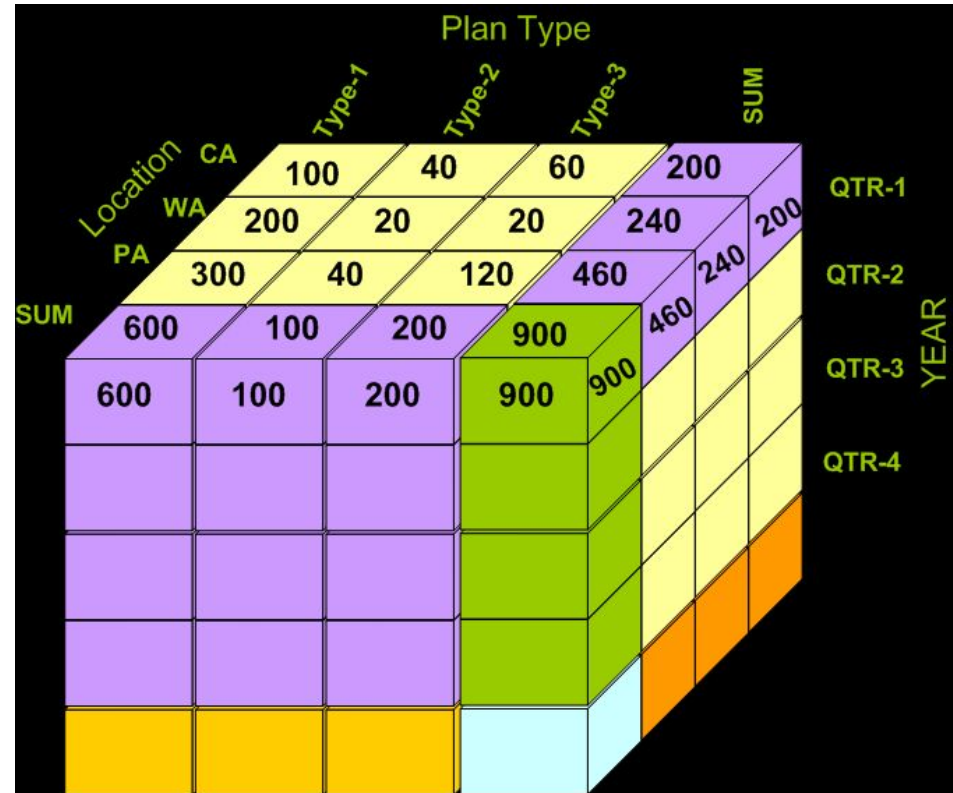 Plan Type
Type-1 Type-2 Type-3 SUM
Location
CA 100 40 60 200 200 QTR-1
WA 200 20 20 240 240
PA 300 40 120 460 460 QTR-2
SUM 600 100 200 900 900
600 100 200 900
YEAR
QTR-3
QTR-4